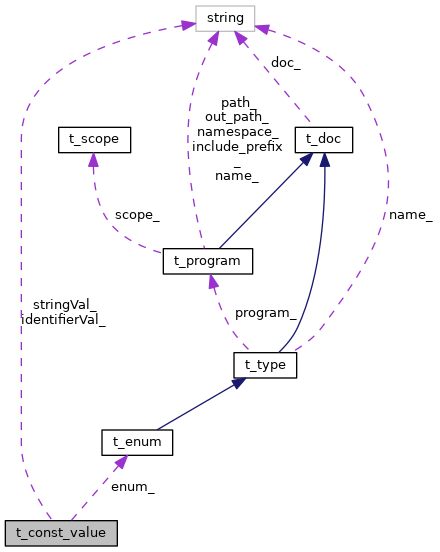 string
doc_
path_
out_path_
namespace_
include_prefix
_
name_
t_scope
t_doc
scope_
name_
t_program
stringVal_
identifierVal_
program_
t_type
t_enum
enum_
t_const_value